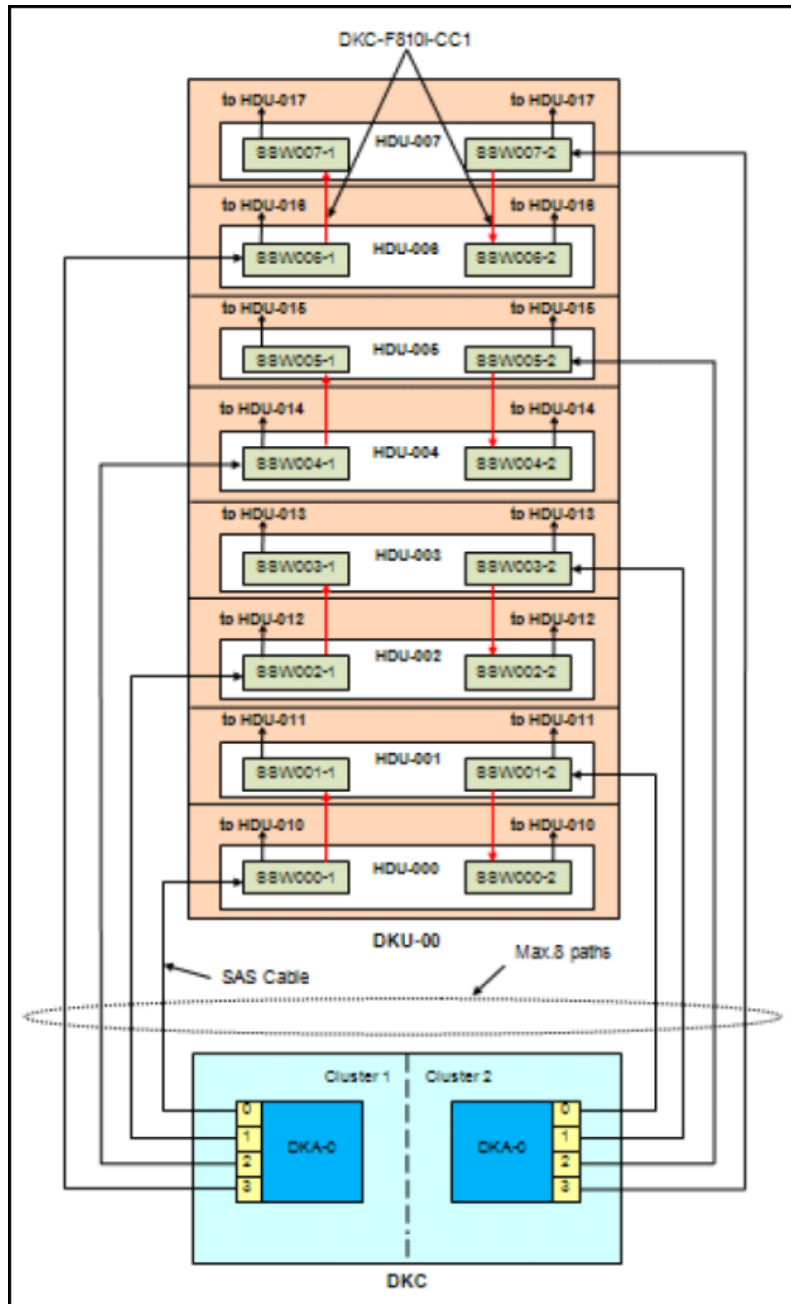 DKC-F810I-CC1
to HDU-017 to HDU-017
SSW007-1 HDU-007 SSW007-2
to HDU-016 to HDU-016
SSW006-1 HDU-006 SSW006-2
to HDU-015 to HDU-015
SSW005-1 HDU-005 SSW005-2
to HDU-014 to HDU-014
SSW004-1 HDU-004 SSW004-2
to HDU-013 to HDU-013
SSW003-1 HDU-003 SSW003-2
to HDU-012 to HDU-012
SSW002-1 HDU-002 SSW002-2
to HDU-011 to HDU-011
SSW001-1 HDU-001 SSW001-2
to HDU-010 to HDU-010
SSW000-1 HDU-000 SSW000-2
DKU-00
SAS Cable
Max.8 paths
Cluster 1 Cluster 2
0 0
1 1
DKA-0 DKA-0
2 2
3 3
DKC